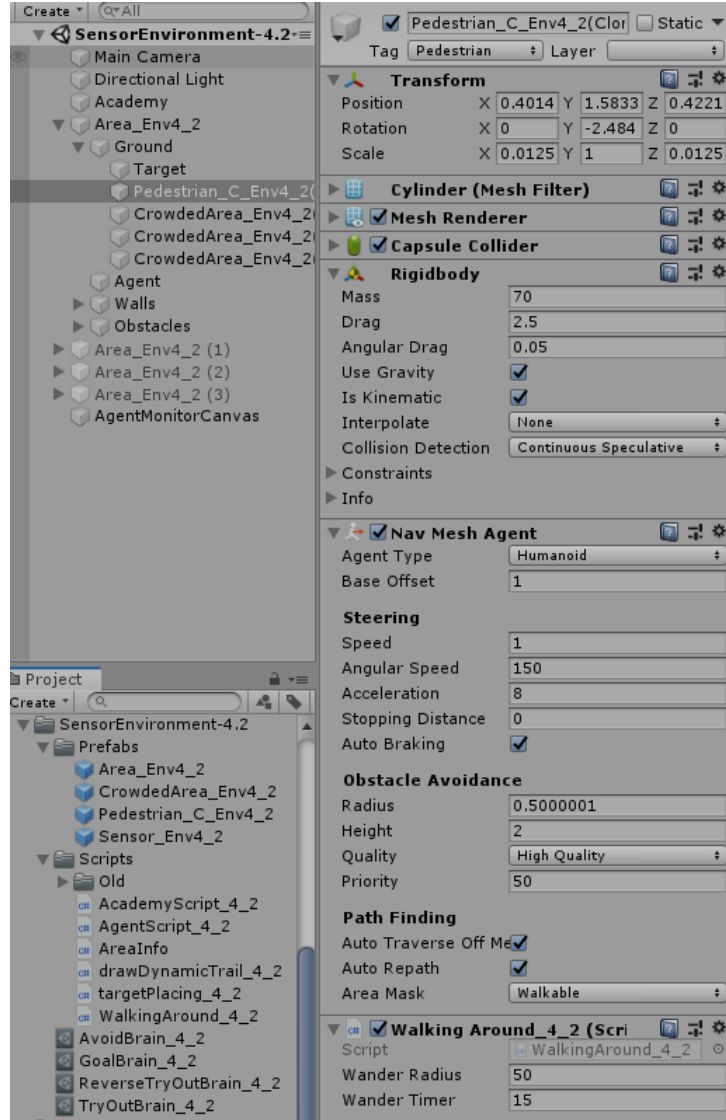 Create
All
SensorEnvironment-4.2
Main Camera
Directional Light
Academy
Area_Env4_2
Ground
Target
Pedestrian_C_Env4_2(
CrowdedArea_Env4_2(
CrowdedArea_Env4_2(
CrowdedArea_Env4_2(
Agent
Walls
Obstacles
Area_Env4_2 (1)
Area_Env4_2 (2)
Area_Env4_2 (3)
AgentMonitorCanvas
Project
Create
SensorEnvironment-4.2
Prefabs
Area_Env4_2
CrowdedArea_Env4_2
Pedestrian_C_Env4_2
Sensor_Env4_2
Scripts
Old
AcademyScript_4_2
AgentScript_4_2
AreaInfo
drawDynamicTrail_4_2
targetPlacing_4_2
WalkingAround_4_2
AvoidBrain_4_2
GoalBrain_4_2
ReverseTryOutBrain_4_2
TryOutBrain_4_2
Pedestrian_C_Env4_2(Clor Static
Tag Pedestrian Layer
Transform
Position X 0.4014 Y 1.5833 Z 0.4221
Rotation X 0 Y -2.484 Z 0
Scale X 0.0125 Y 1 Z 0.0125
Cylinder (Mesh Filter)
Mesh Renderer
Capsule Collider
Rigidbody
Mass 70
Drag 2.5
Angular Drag 0.05
Use Gravity
Is Kinematic
Interpolate None
Collision Detection Continuous Speculative
Constraints
Info
Nav Mesh Agent
Agent Type Humanoid
Base Offset 1
Steering
Speed 1
Angular Speed 150
Acceleration 8
Stopping Distance 0
Auto Braking
Obstacle Avoidance
Radius 0.5000001
Height 2
Quality High Quality
Priority 50
Path Finding
Auto Traverse Off Me
Auto Repath
Area Mask Walkable
Walking Around_4_2 (Scri
Script WalkingAround_4_2
Wander Radius 50
Wander Timer 15